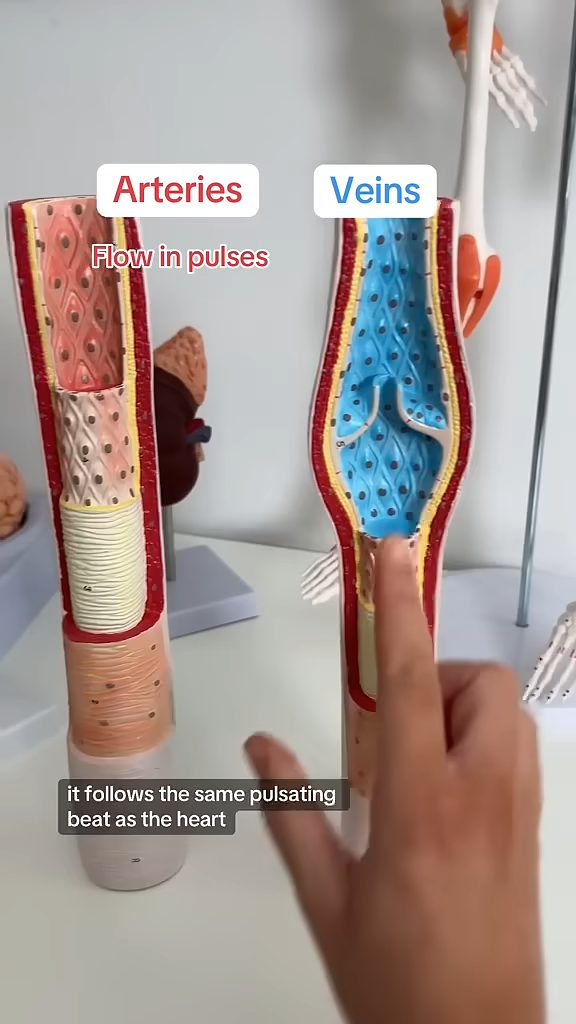 Arteries
Veins
Flow in pulses
it follows the same pulsating
beat as the heart